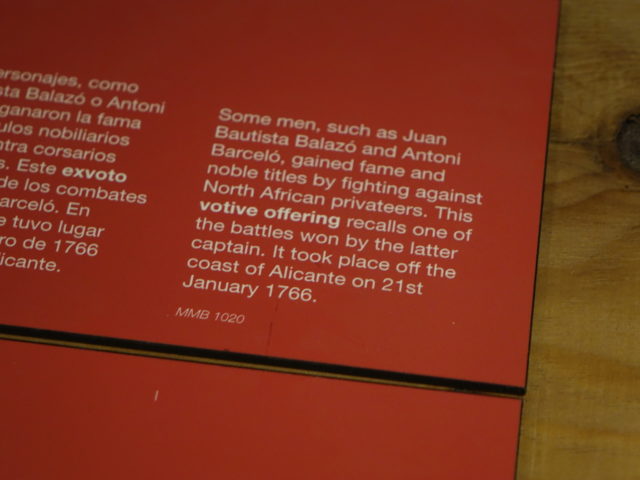 ersonajes, como
sta Balazó o Antoni
ganaron la fama
ulos nobiliarios
ntra corsarios
s. Este exvoto
de los combates
arceló. En
e tuvo lugar
ro de 1766
licante.
Some men, such as Juan
Bautista Balazó and Antoni
Barceló, gained fame and
noble titles by fighting against
North African privateers. This
votive offering recalls one of
the battles won by the latter
captain. It took place off the
coast of Alicante on 21st
January 1766.
MMB 1020